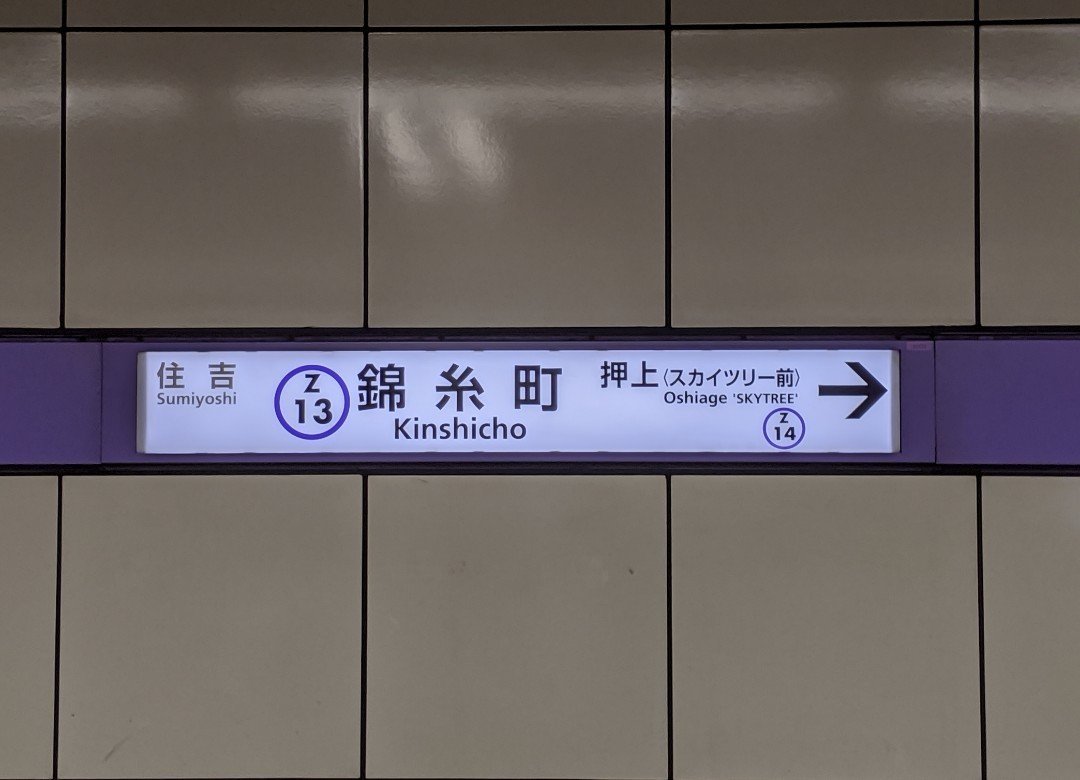 住吉
Sumiyoshi
Z
13
錦糸町
Kinshicho
押上〈スカイツリー前〉
Oshiage 'SKYTREE'
Z
14